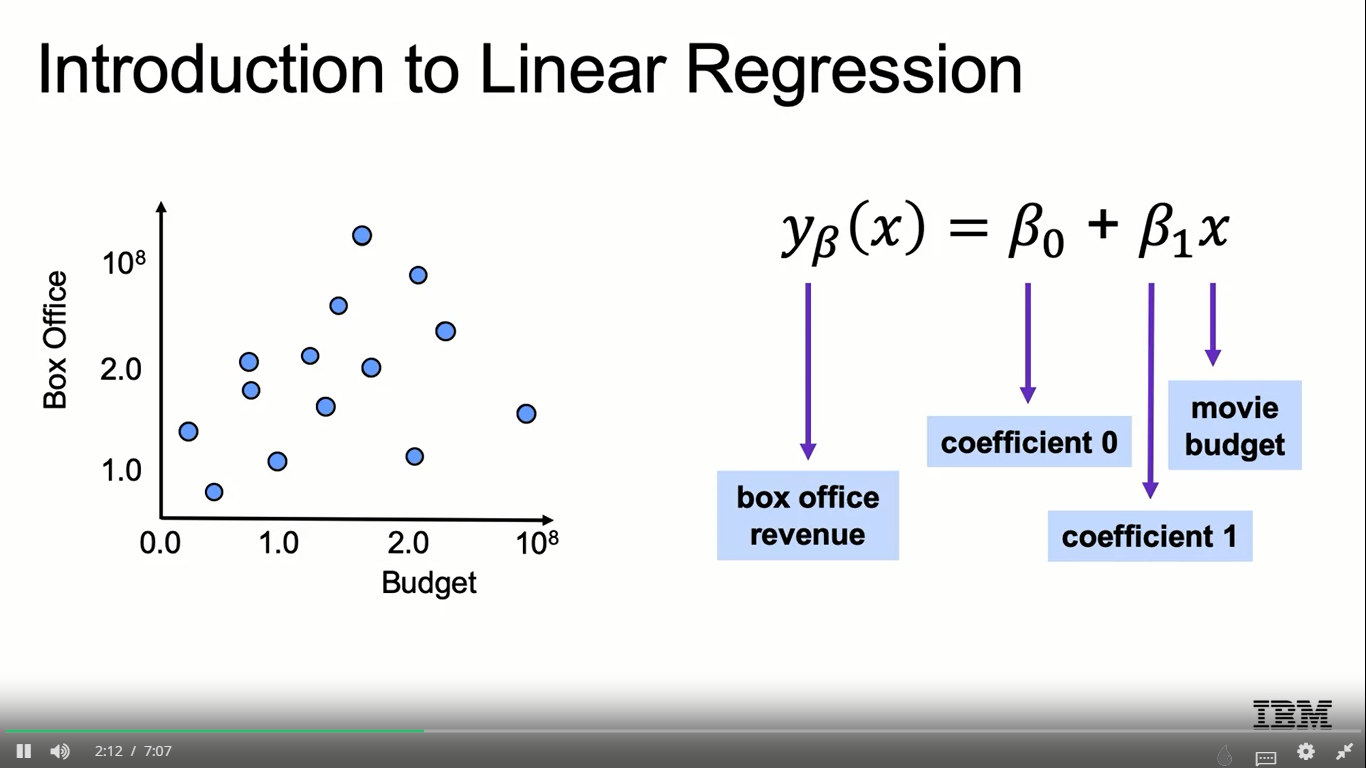 Introduction to Linear Regression
Box Office
10⁸
2.0
1.0
0.0 1.0 2.0 10⁸
Budget
y_β(x) = β₀ + β₁x
movie
budget
coefficient 0
box office
revenue
coefficient 1
IBM
2:12 / 7:07